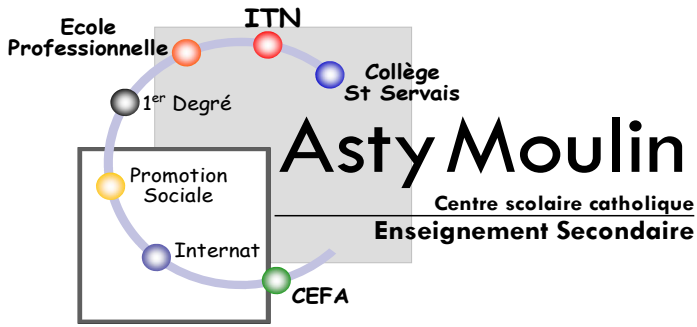 ITN
Ecole
Professionnelle
Collège
St Servais
1er Degré
Asty Moulin
Promotion
Sociale
Centre scolaire catholique
Enseignement Secondaire
Internat
CEFA